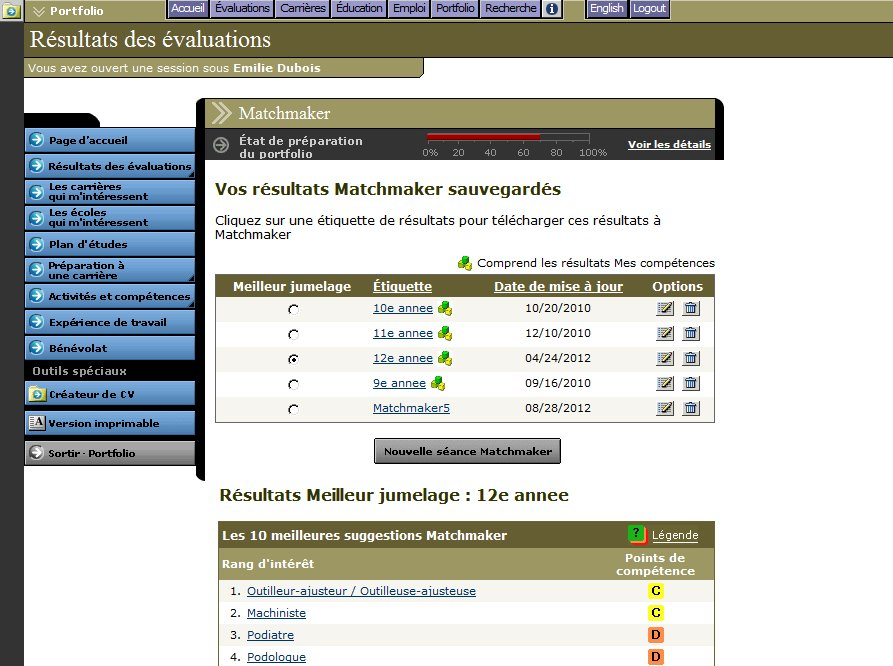 Portfolio
Accueil Évaluations Carrières Éducation Emploi Portfolio Recherche i English Logout
Résultats des évaluations
Vous avez ouvert une session sous Emilie Dubois
Page d'accueil
Résultats des évaluations
Les carrières
qui m'intéressent
Les écoles
qui m'intéressent
Plan d'études
Préparation à
une carrière
Activités et compétences
Expérience de travail
Bénévolat
Outils spéciaux
Créateur de CV
A Version imprimable
Sortir - Portfolio
Matchmaker
État de préparation
du portfolio
0% 20 40 60 80 100%
Voir les détails
Vos résultats Matchmaker sauvegardés
Cliquez sur une étiquette de résultats pour télécharger ces résultats à
Matchmaker
Comprend les résultats Mes compétences
Meilleur jumelage Étiquette Date de mise à jour Options
10e annee 10/20/2010
11e annee 12/10/2010
12e annee 04/24/2012
9e annee 09/16/2010
Matchmaker5 08/28/2012
Nouvelle séance Matchmaker
Résultats Meilleur jumelage : 12e annee
Les 10 meilleures suggestions Matchmaker ? Légende
Rang d'intérêt Points de
compétence
1. Outilleur-ajusteur / Outilleuse-ajusteuse C
2. Machiniste C
3. Podiatre D
4. Podologue D